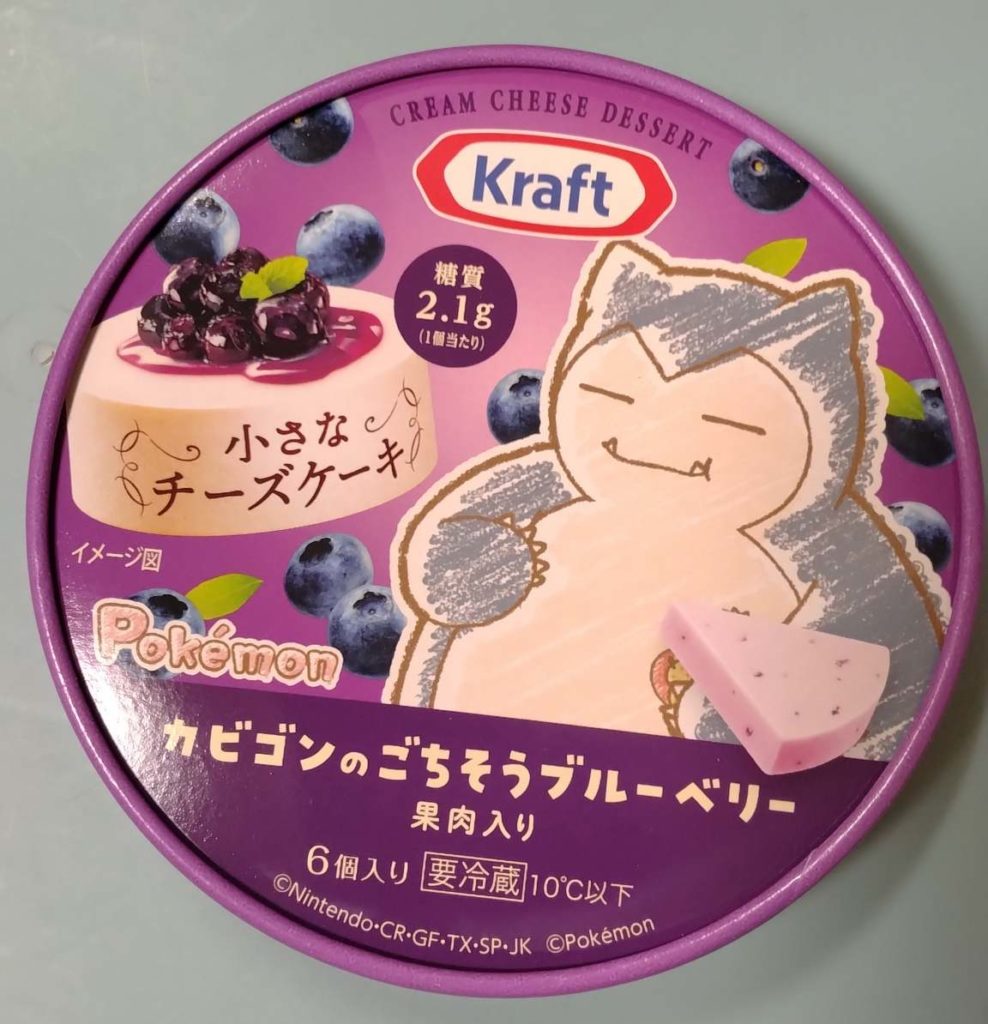 CREAM CHEESE DESSERT
Kraft
糖質
2.1g
(1個当たり)
小さな
チーズケーキ
イメージ図
Pokémon
カビゴンのごちそうブルーベリー
果肉入り
6個入り 要冷蔵 10℃以下
©Nintendo・CR・GF・TX・SP・JK ©Pokémon